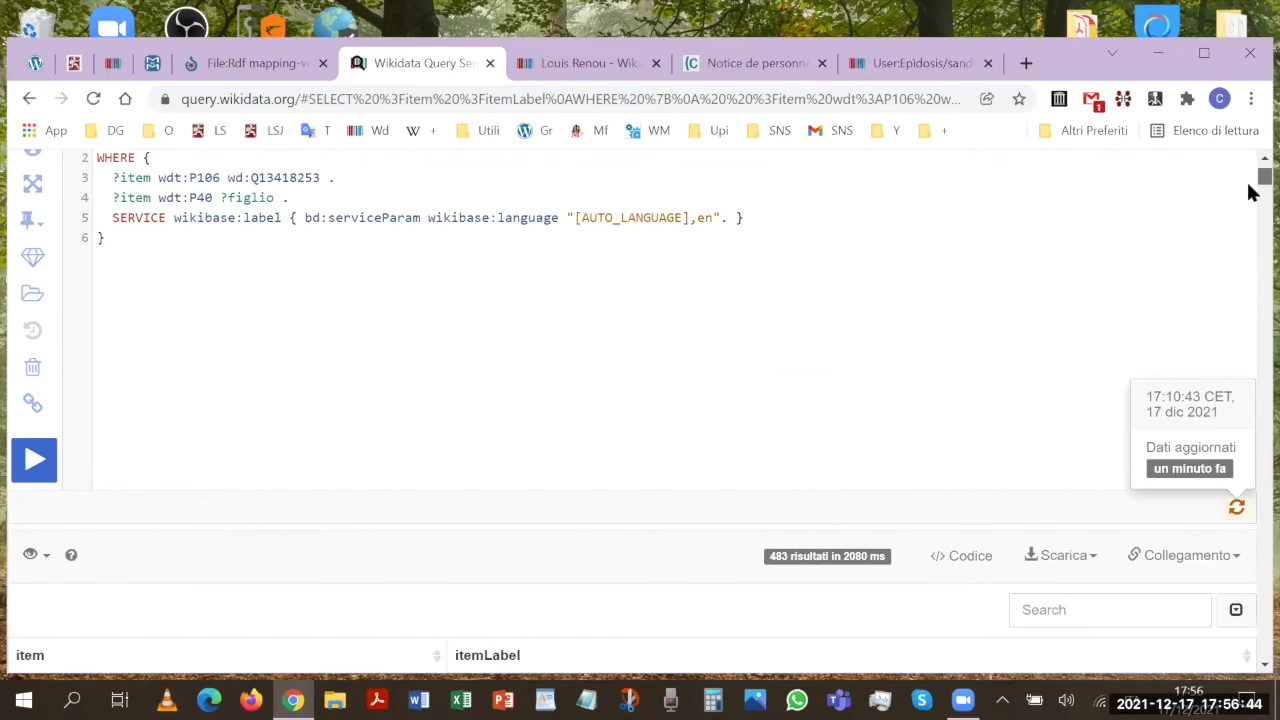 File:Rdf mapping-v
Wikidata Query Ser
Louis Renou - Wiki
Notice de personne
User:Epìdosis/sand
query.wikidata.org/#SELECT%20%3Fitem%20%3FitemLabel%0AWHERE%20%7B%0A%20%20%3Fitem%20wdt%3AP106%20w...
App DG O LS LSJ T Wd + Utili Gr Mf WM Upi SNS SNS Y + Altri Preferiti Elenco di lettura
2 WHERE {
3 ?item wdt:P106 wd:Q13418253 .
4 ?item wdt:P40 ?figlio .
5 SERVICE wikibase:label { bd:serviceParam wikibase:language "[AUTO_LANGUAGE],en". }
6 }
17:10:43 CET,
17 dic 2021
Dati aggiornati
un minuto fa
483 risultati in 2080 ms
</> Codice
Scarica
Collegamento
Search
item
itemLabel
17:56
2021-12-17 17:56:44